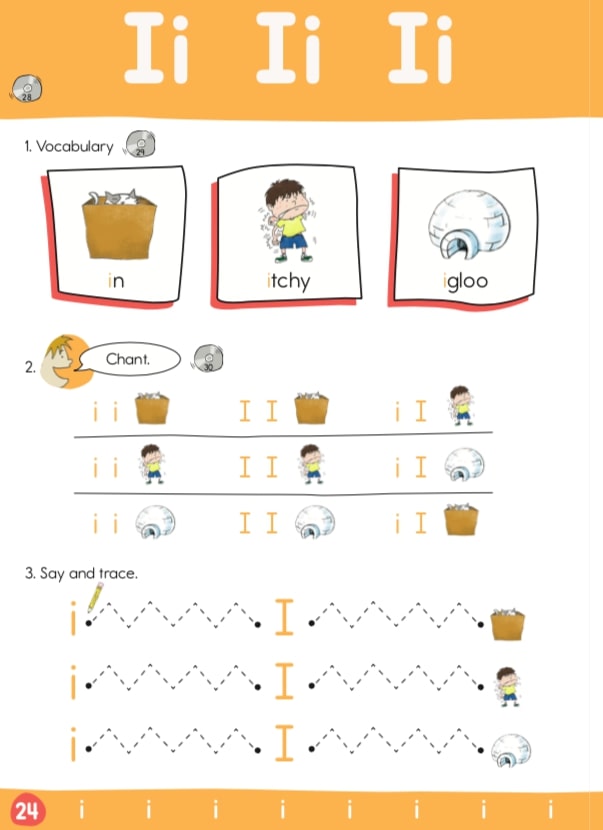 Ii Ii Ii
28
1. Vocabulary 29
in itchy igloo
2. Chant. 30
i i I I i I
i i I I i I
i i I I i I
3. Say and trace.
i I
i I
i I
24 i i i i i i i i